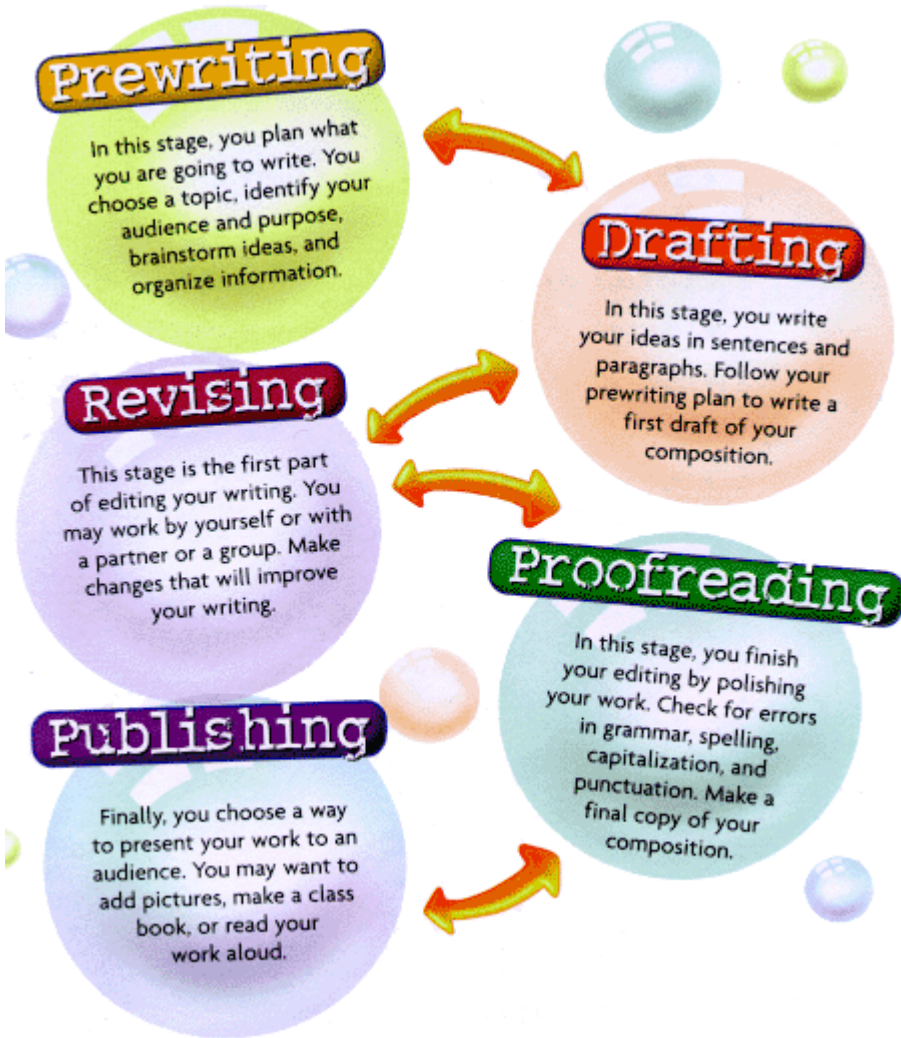 Prewriting
In this stage, you plan what
you are going to write. You
choose a topic, identify your
audience and purpose,
brainstorm ideas, and
organize information.
Drafting
In this stage, you write
your ideas in sentences and
paragraphs. Follow your
prewriting plan to write a
first draft of your
composition.
Revising
This stage is the first part
of editing your writing. You
may work by yourself or with
a partner or a group. Make
changes that will improve
your writing.
Proofreading
In this stage, you finish
your editing by polishing
your work. Check for errors
in grammar, spelling,
capitalization, and
punctuation. Make a
final copy of your
composition.
Publishing
Finally, you choose a way
to present your work to an
audience. You may want to
add pictures, make a class
book, or read your
work aloud.